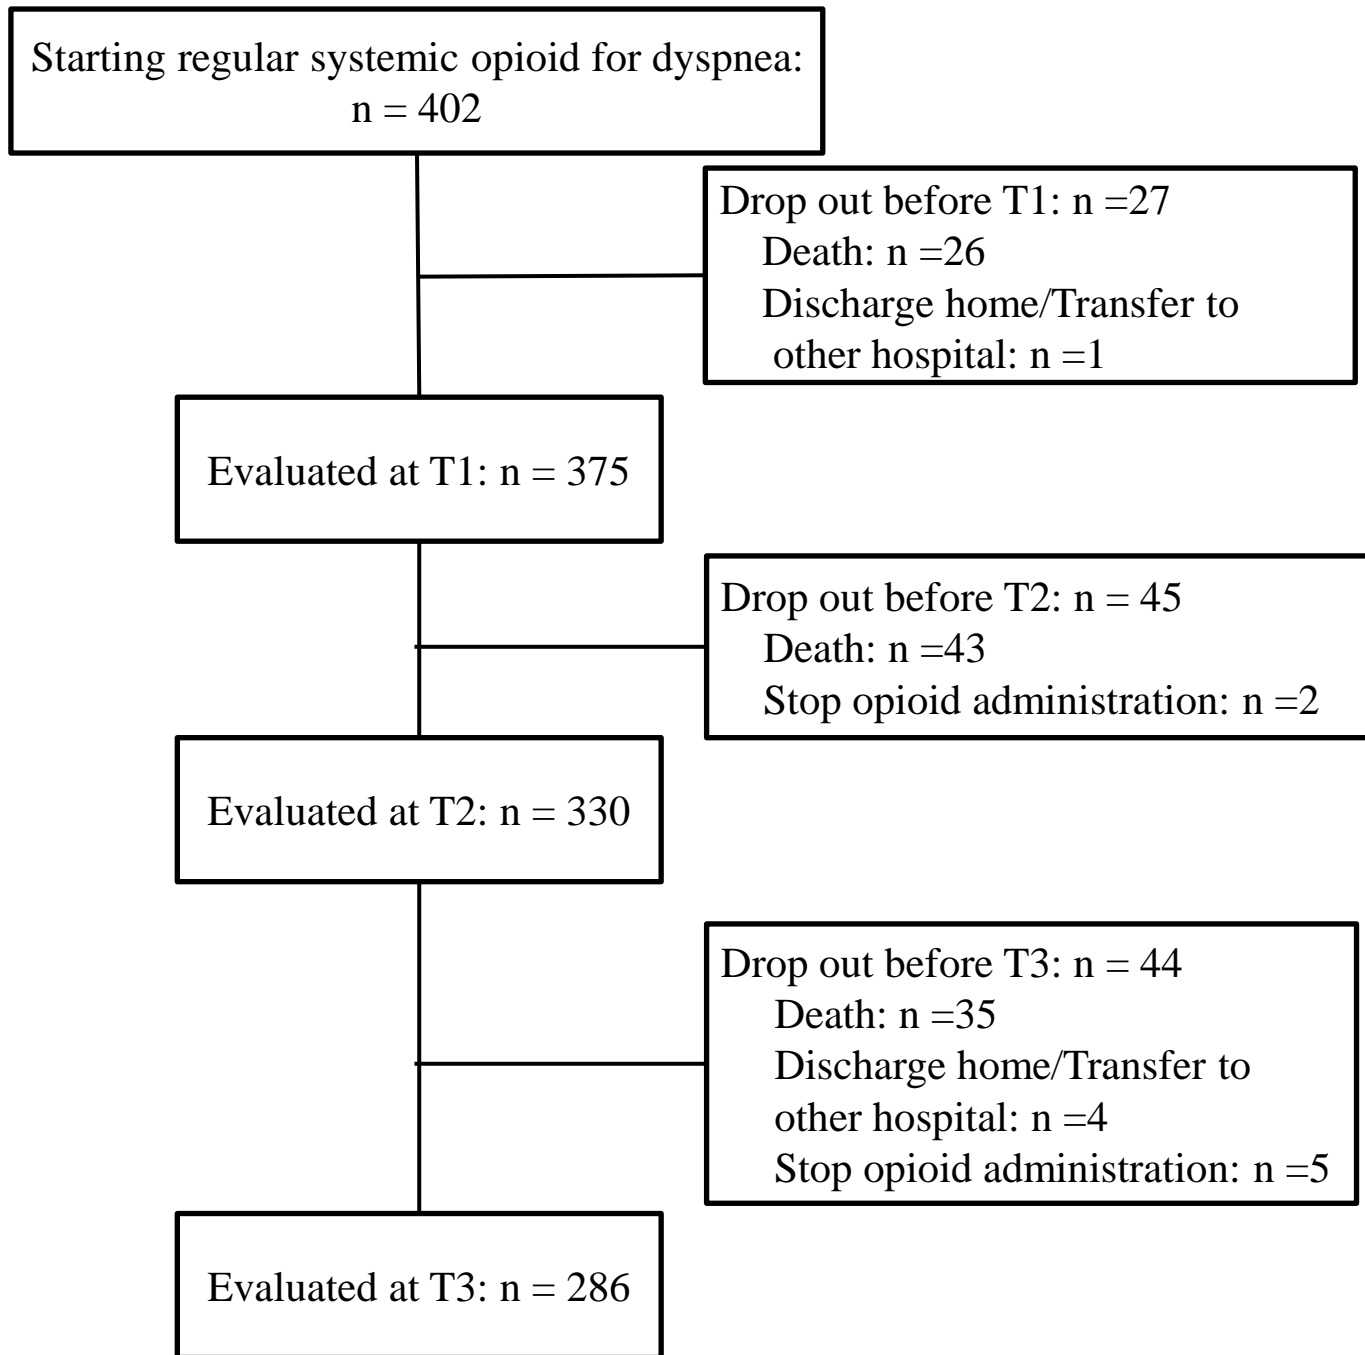 Starting regular systemic opioid for dyspnea:
n = 402
Drop out before T1: n =27
Death: n =26
Discharge home/Transfer to
other hospital: n =1
Evaluated at T1: n = 375
Drop out before T2: n = 45
Death: n =43
Stop opioid administration: n =2
Evaluated at T2: n = 330
Drop out before T3: n = 44
Death: n =35
Discharge home/Transfer to
other hospital: n =4
Stop opioid administration: n =5
Evaluated at T3: n = 286